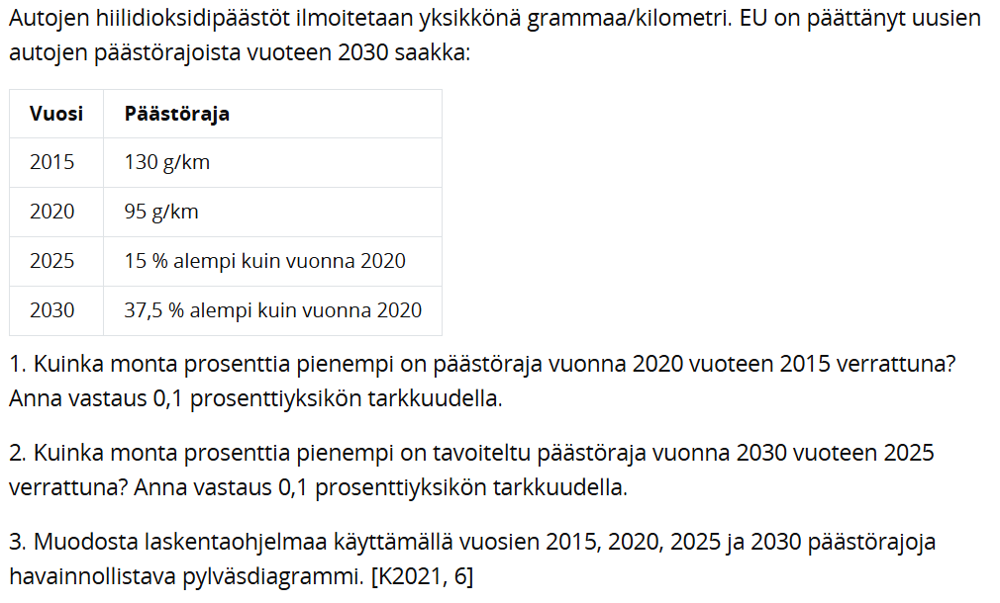 Autojen hiilidioksidipäästöt ilmoitetaan yksikkönä grammaa/kilometri. EU on päättänyt uusien
autojen päästörajoista vuoteen 2030 saakka:
Vuosi Päästöraja
2015 130 g/km
2020 95 g/km
2025 15 % alempi kuin vuonna 2020
2030 37,5 % alempi kuin vuonna 2020
1. Kuinka monta prosenttia pienempi on päästöraja vuonna 2020 vuoteen 2015 verrattuna?
Anna vastaus 0,1 prosenttiyksikön tarkkuudella.
2. Kuinka monta prosenttia pienempi on tavoiteltu päästöraja vuonna 2030 vuoteen 2025
verrattuna? Anna vastaus 0,1 prosenttiyksikön tarkkuudella.
3. Muodosta laskentaohjelmaa käyttämällä vuosien 2015, 2020, 2025 ja 2030 päästörajoja
havainnollistava pylväsdiagrammi. [K2021, 6]